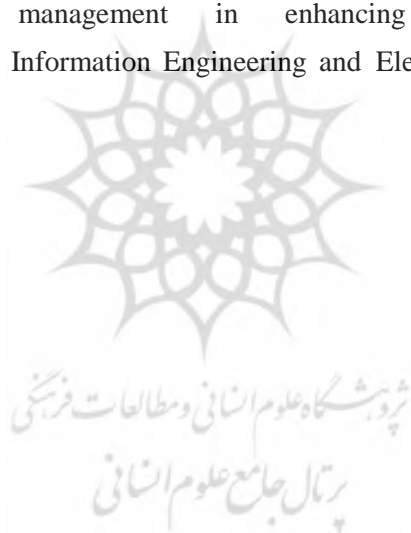 management in enhancing
Information Engineering and Ele
پژوهشگاه علوم انسانی و مطالعات فرهنگی
پرتال جامع علوم انسانی